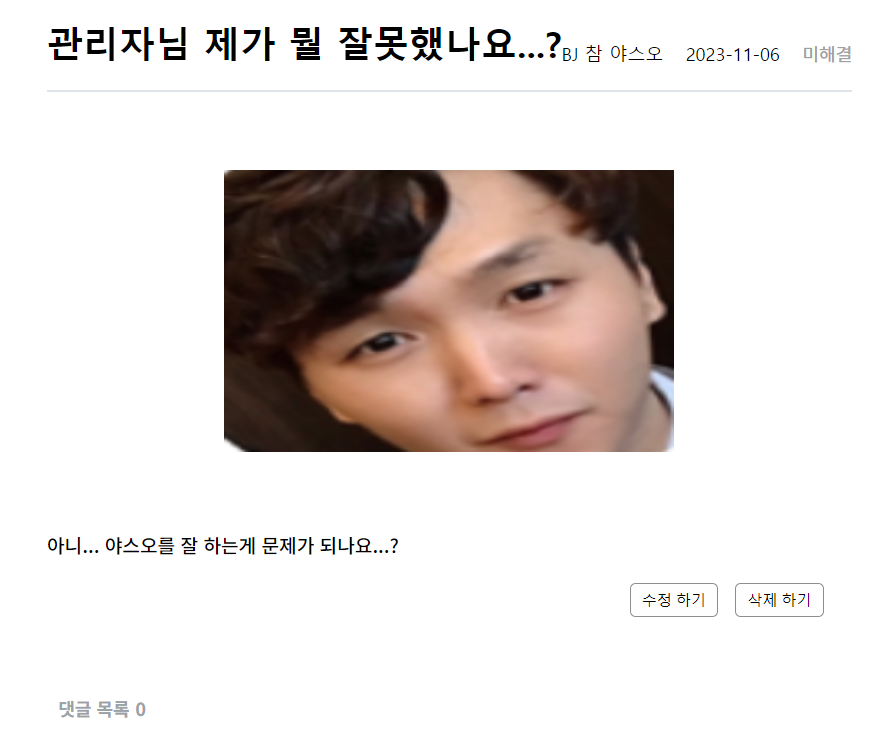 관리자님 제가 뭘 잘못했나요...? BJ 참 야스오 2023-11-06 미해결
아니... 야스오를 잘 하는게 문제가 되나요...?
수정 하기 삭제 하기
댓글 목록 0